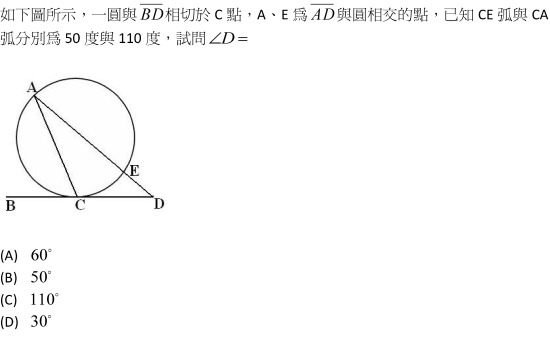 如下圖所示，一圓與 BD 相切於 C 點，A、E 為 AD 與圓相交的點，已知 CE 弧與 CA
弧分別為 50 度與 110 度，試問∠D=
A
E
B
C
D
(A) 60°
(B) 50°
(C) 110°
(D) 30°